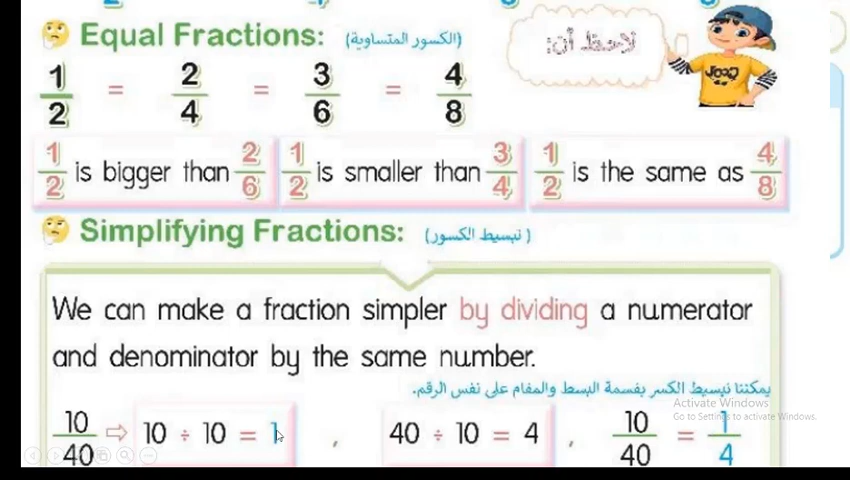 Equal Fractions: (الكسور المتساوية)
لاحظ أن:
1/2 = 2/4 = 3/6 = 4/8
1/2 is bigger than 2/6
1/2 is smaller than 3/4
1/2 is the same as 4/8
Simplifying Fractions: (تبسيط الكسور)
We can make a fraction simpler by dividing a numerator
and denominator by the same number.
يمكننا تبسيط الكسر بقسمة البسط والمقام على نفس الرقم.
Activate Windows
Go to Settings to activate Windows.
10/40 ⇨ 10 ÷ 10 = 1 , 40 ÷ 10 = 4 , 10/40 = 1/4